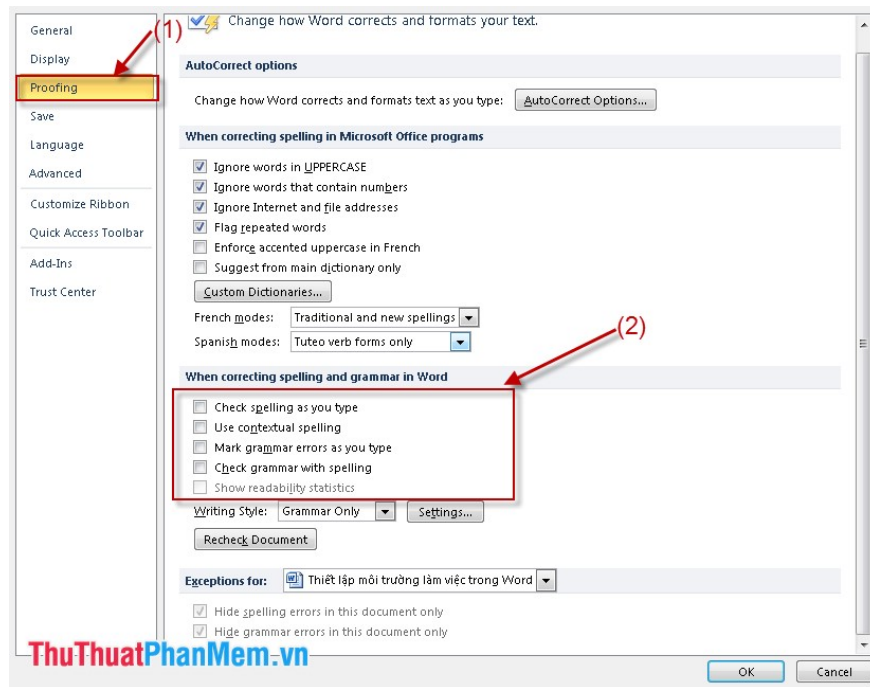 General
Display
Proofing
Save
Language
Advanced
Customize Ribbon
Quick Access Toolbar
Add-Ins
Trust Center
(1)
Change how Word corrects and formats your text.
AutoCorrect options
Change how Word corrects and formats text as you type: AutoCorrect Options...
When correcting spelling in Microsoft Office programs
Ignore words in UPPERCASE
Ignore words that contain numbers
Ignore Internet and file addresses
Flag repeated words
Enforce accented uppercase in French
Suggest from main dictionary only
Custom Dictionaries...
French modes: Traditional and new spellings
Spanish modes: Tuteo verb forms only
(2)
When correcting spelling and grammar in Word
Check spelling as you type
Use contextual spelling
Mark grammar errors as you type
Check grammar with spelling
Show readability statistics
Writing Style: Grammar Only Settings...
Recheck Document
Exceptions for: Thiết lập môi trường làm việc trong Word
Hide spelling errors in this document only
Hide grammar errors in this document only
ThuThuatPhanMem.vn
OK Cancel